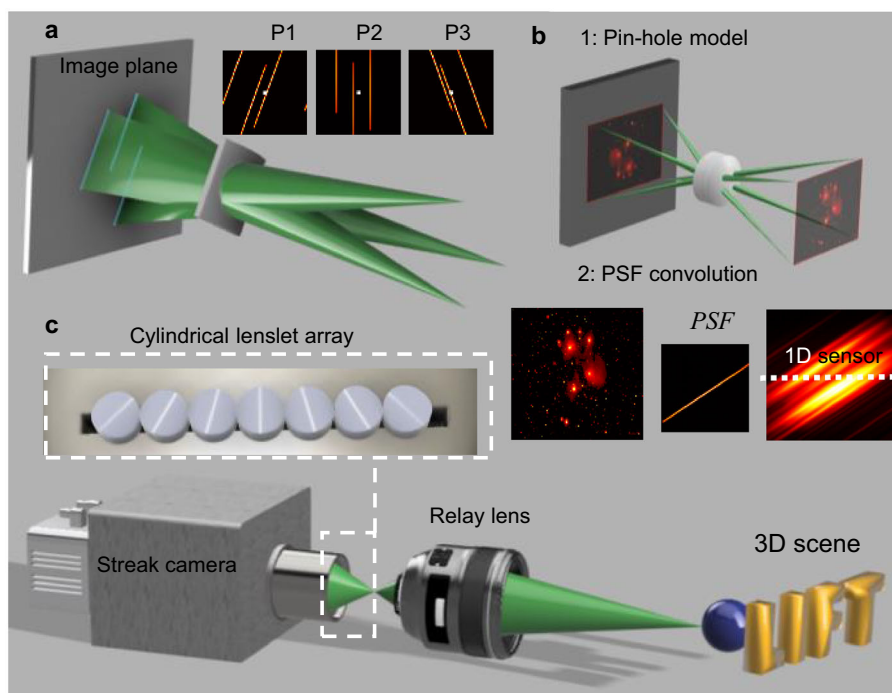 a
P1 P2 P3
Image plane
b
1: Pin-hole model
2: PSF convolution
PSF
1D sensor
c
Cylindrical lenslet array
Streak camera
Relay lens
3D scene
LIFT